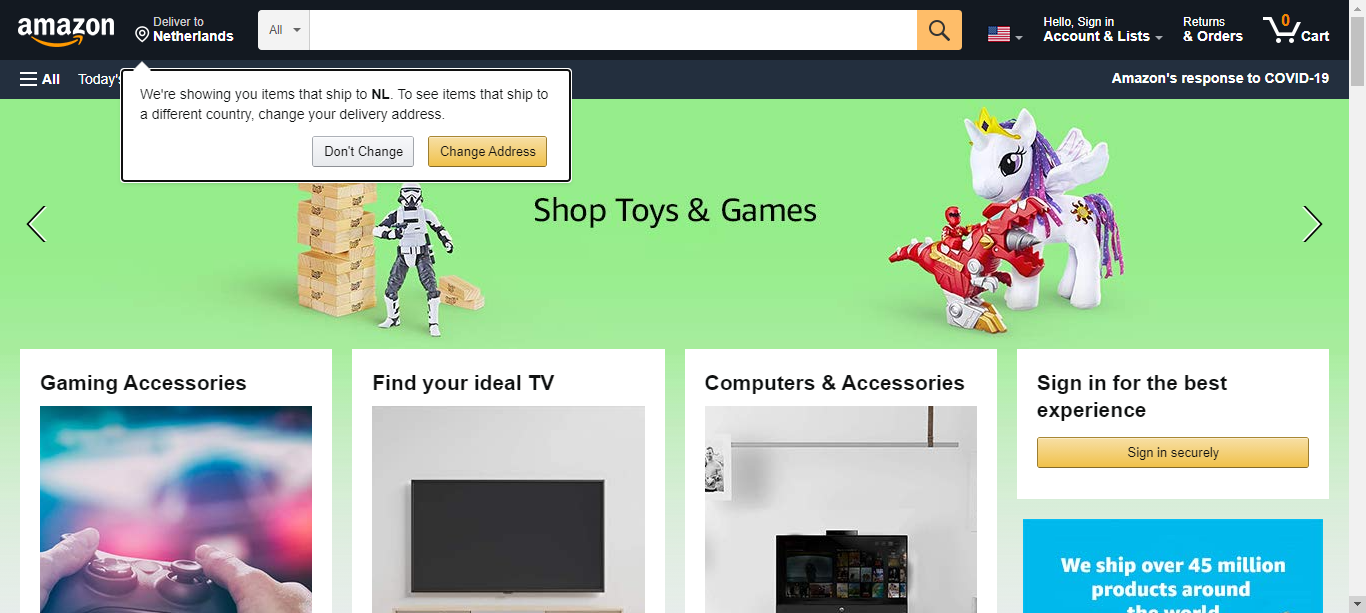 amazon
Deliver to
Netherlands
All
Hello, Sign in
Account & Lists
Returns
& Orders
0
Cart
All
Today's
Amazon's response to COVID-19
We're showing you items that ship to NL. To see items that ship to
a different country, change your delivery address.
Don't Change
Change Address
Shop Toys & Games
Gaming Accessories
Find your ideal TV
Computers & Accessories
Sign in for the best
experience
Sign in securely
We ship over 45 million
products around
the world